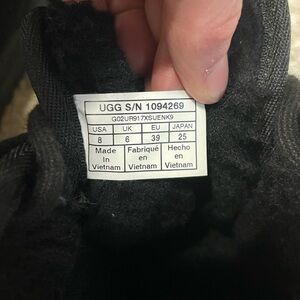 UGG S/N 1094269
G02UR917XSUENK9
USA UK EU JAPAN
8 6 39 25
Made in Vietnam
Fabriqué en Vietnam
Hecho en Vietnam